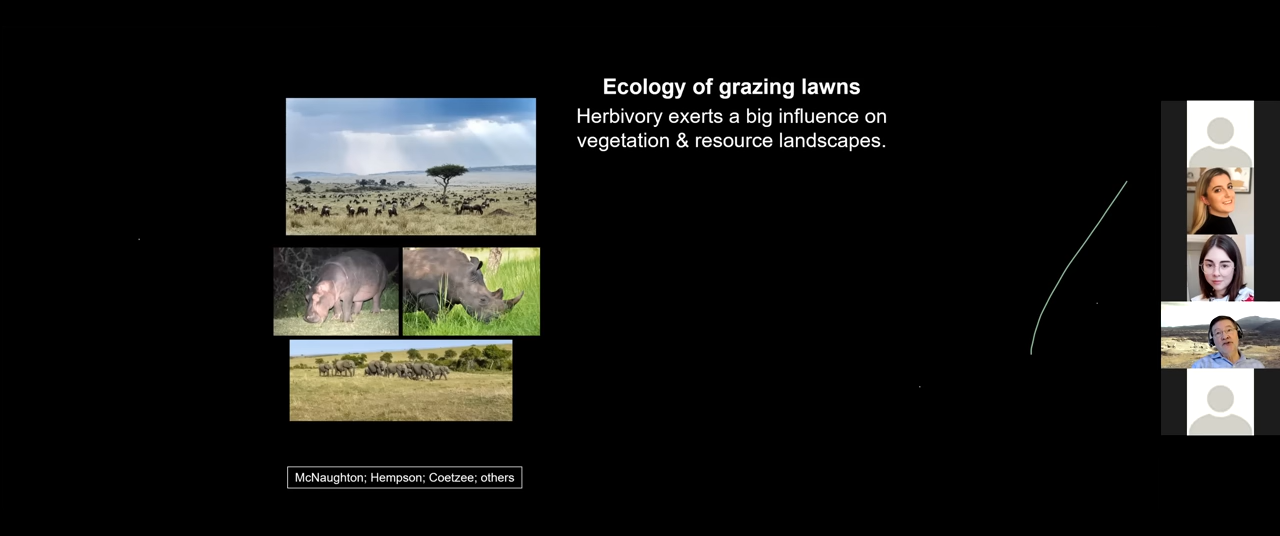 Ecology of grazing lawns
Herbivory exerts a big influence on
vegetation & resource landscapes.
McNaughton; Hempson; Coetzee; others